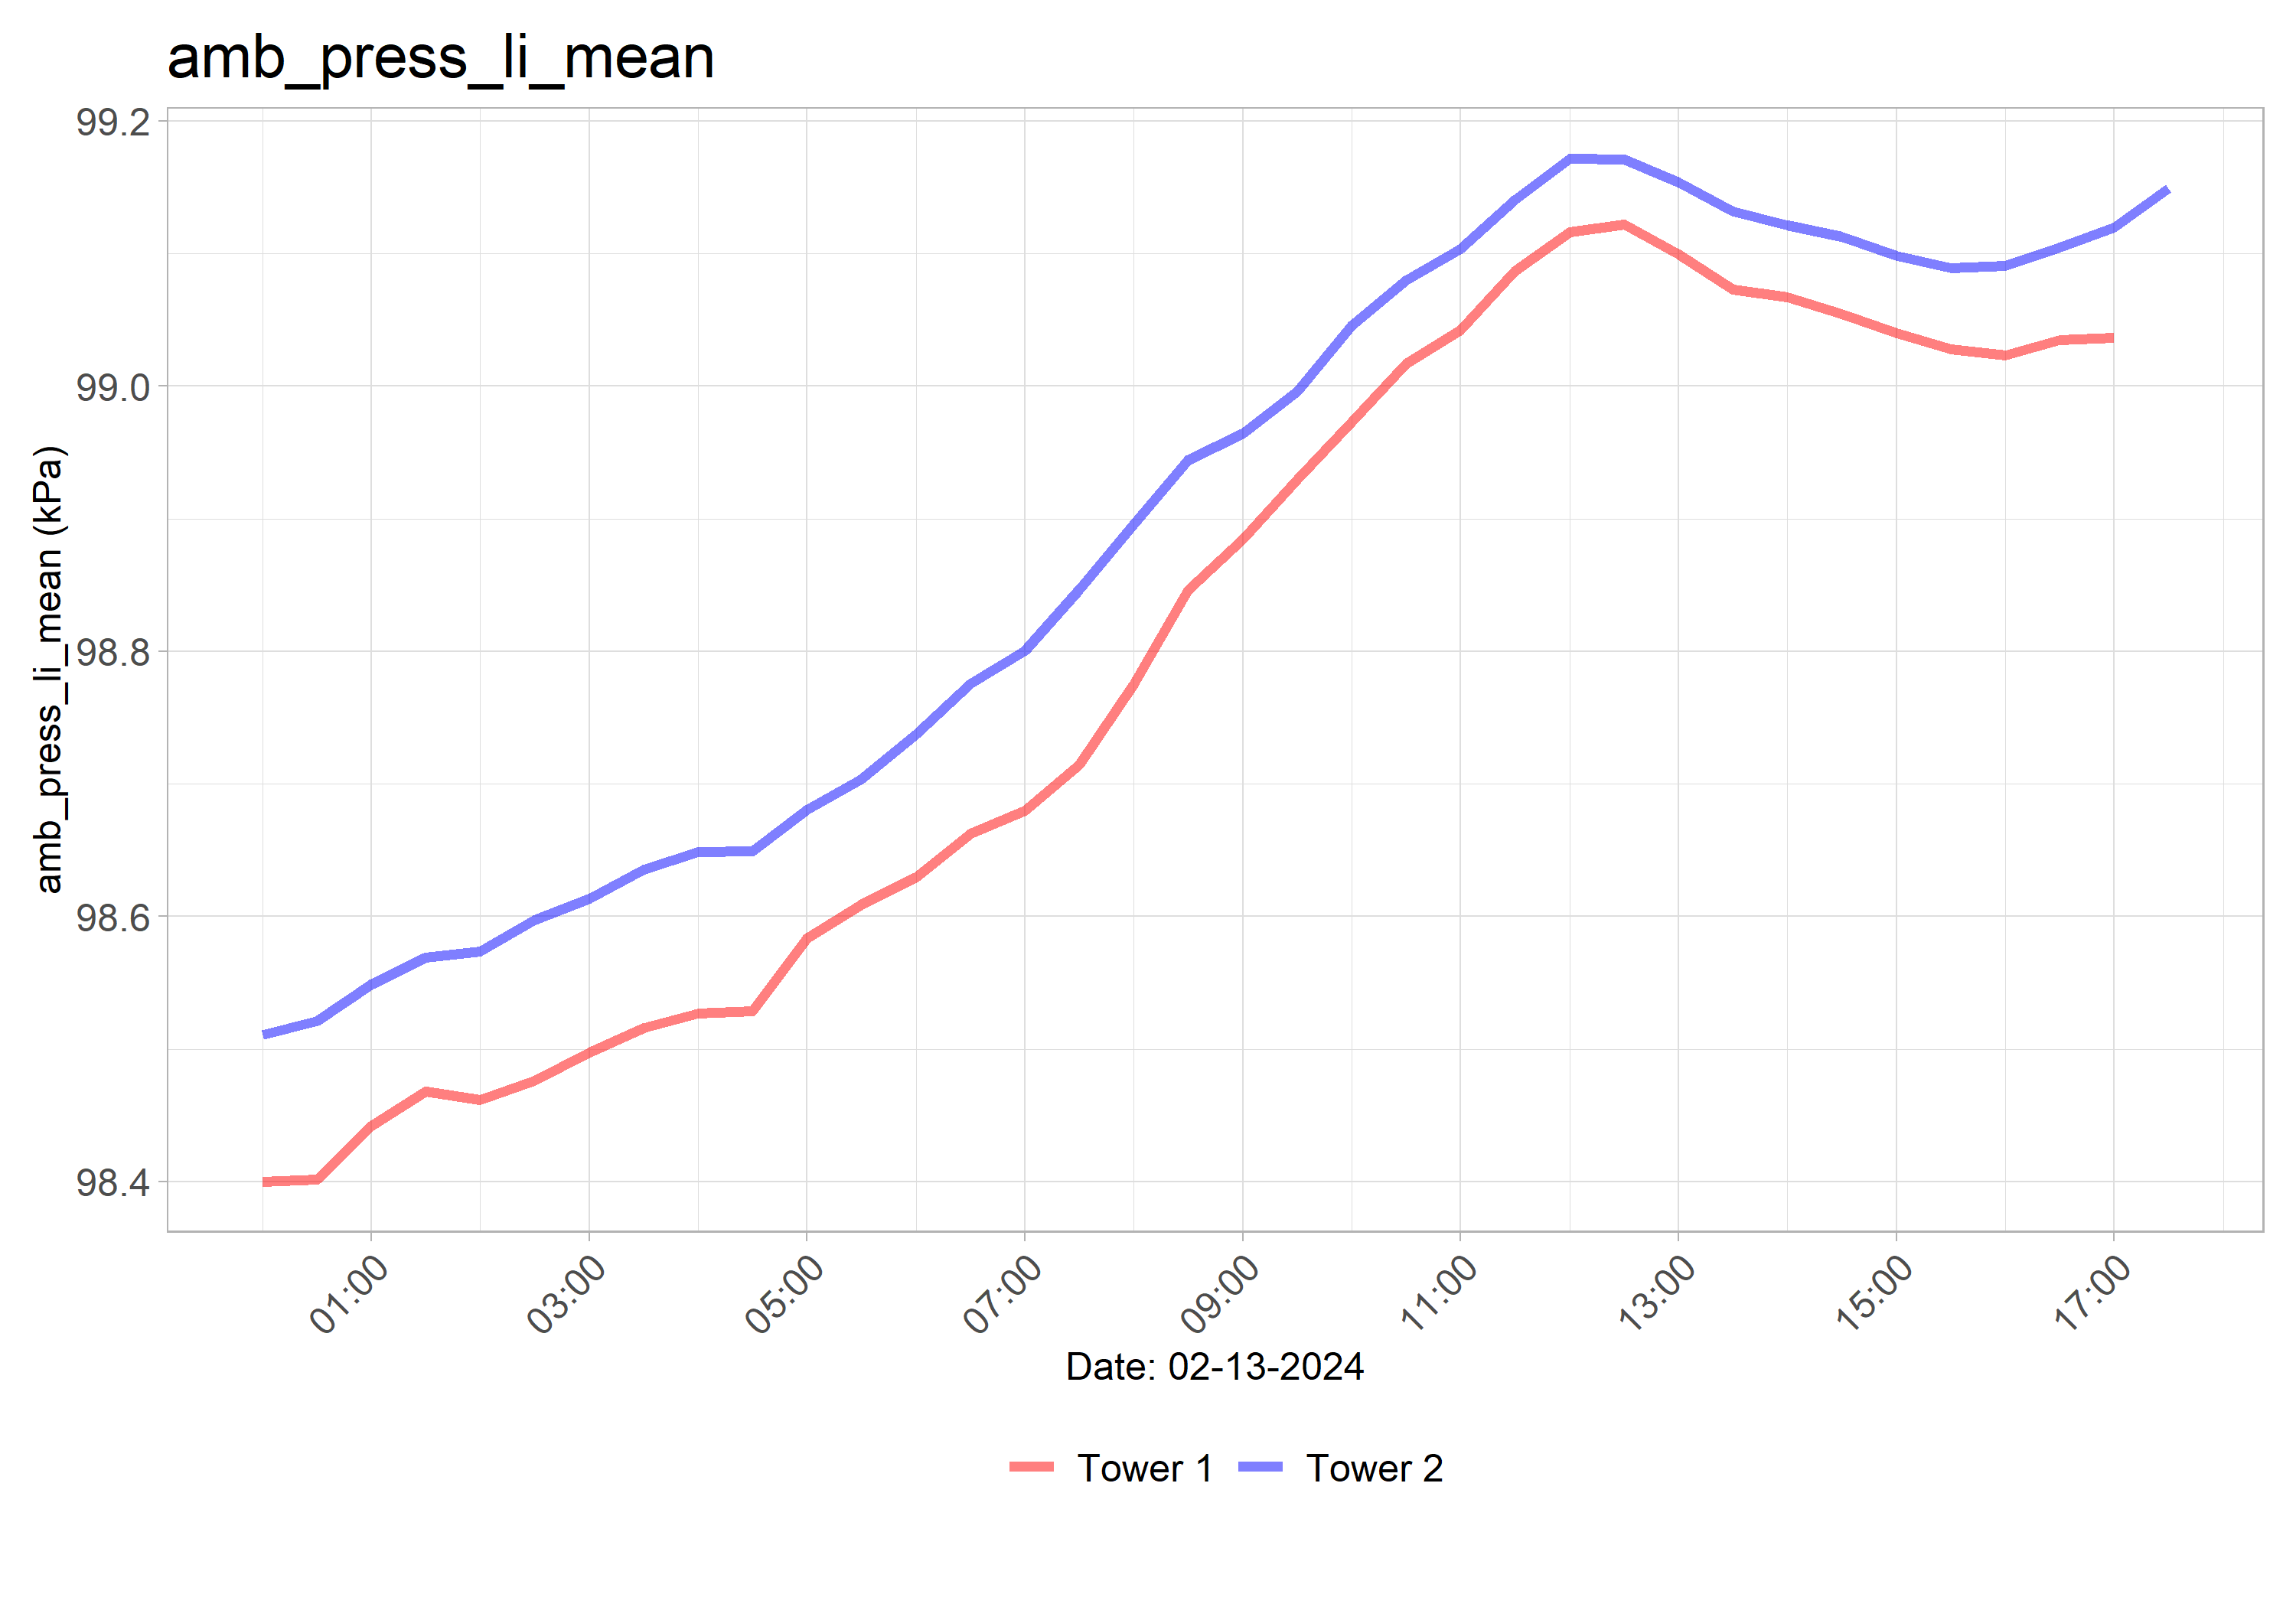 amb_press_li_mean
amb_press_li_mean (kPa)
99.2
99.0
98.8
98.6
98.4
01:00
03:00
05:00
07:00
09:00
11:00
13:00
15:00
17:00
Date: 02-13-2024
Tower 1
Tower 2